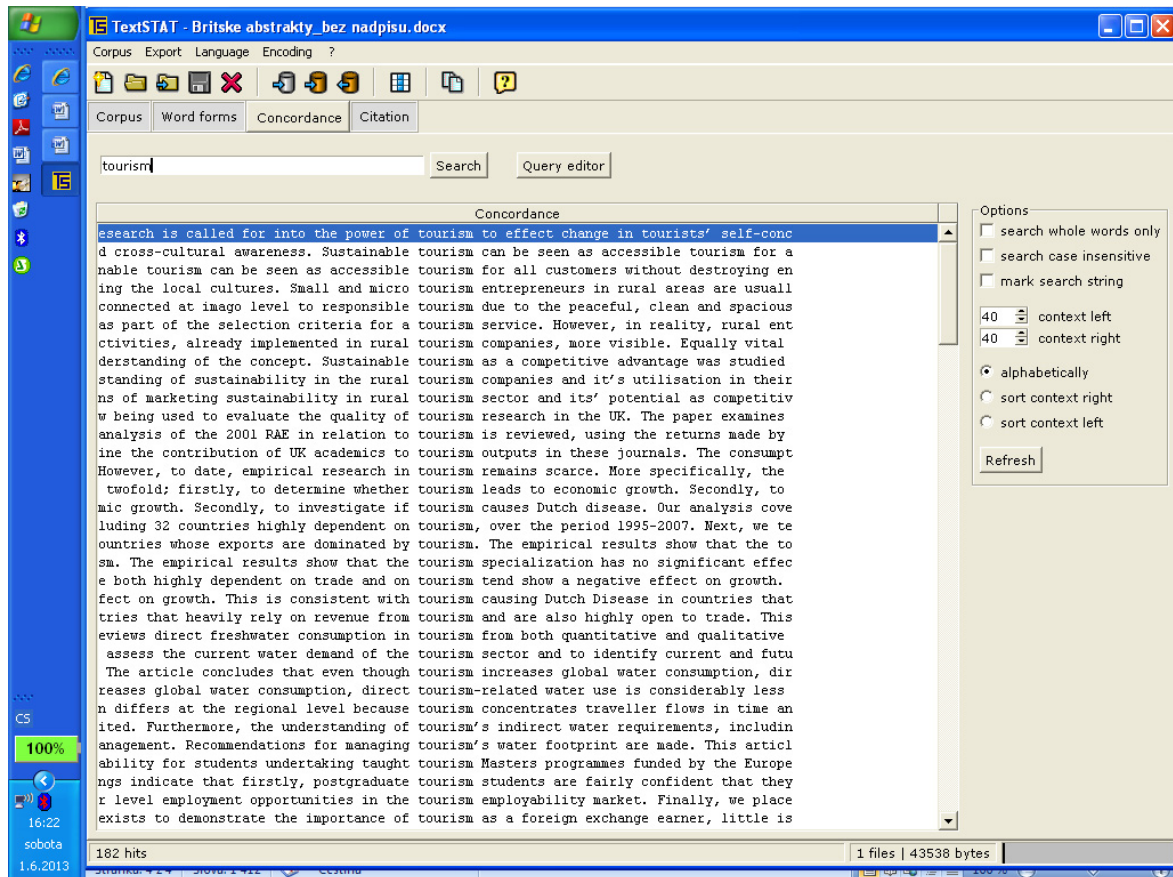 TextSTAT - Britske abstrakty_bez nadpisu.docx
Corpus Export Language Encoding ?
Corpus Word forms Concordance Citation
tourism Search Query editor
Concordance
esearch is called for into the power of tourism to effect change in tourists' self-conc
d cross-cultural awareness. Sustainable tourism can be seen as accessible tourism for a
nable tourism can be seen as accessible tourism for all customers without destroying en
ing the local cultures. Small and micro tourism entrepreneurs in rural areas are usuall
connected at imago level to responsible tourism due to the peaceful, clean and spacious
as part of the selection criteria for a tourism service. However, in reality, rural ent
ctivities, already implemented in rural tourism companies, more visible. Equally vital
derstanding of the concept. Sustainable tourism as a competitive advantage was studied
standing of sustainability in the rural tourism companies and it's utilisation in their
ns of marketing sustainability in rural tourism sector and its' potential as competitiv
w being used to evaluate the quality of tourism research in the UK. The paper examines
analysis of the 2001 RAE in relation to tourism is reviewed, using the returns made by
ine the contribution of UK academics to tourism outputs in these journals. The consumpt
However, to date, empirical research in tourism remains scarce. More specifically, the
twofold; firstly, to determine whether tourism leads to economic growth. Secondly, to
mic growth. Secondly, to investigate if tourism causes Dutch disease. Our analysis cove
luding 32 countries highly dependent on tourism, over the period 1995-2007. Next, we te
ountries whose exports are dominated by tourism. The empirical results show that the to
sm. The empirical results show that the tourism specialization has no significant effec
e both highly dependent on trade and on tourism tend show a negative effect on growth.
fect on growth. This is consistent with tourism causing Dutch Disease in countries that
tries that heavily rely on revenue from tourism and are also highly open to trade. This
eviews direct freshwater consumption in tourism from both quantitative and qualitative
assess the current water demand of the tourism sector and to identify current and futu
The article concludes that even though tourism increases global water consumption, dir
reases global water consumption, direct tourism-related water use is considerably less
n differs at the regional level because tourism concentrates traveller flows in time an
ited. Furthermore, the understanding of tourism's indirect water requirements, includin
anagement. Recommendations for managing tourism's water footprint are made. This articl
ability for students undertaking taught tourism Masters programmes funded by the Europe
ngs indicate that firstly, postgraduate tourism students are fairly confident that they
r level employment opportunities in the tourism employability market. Finally, we place
exists to demonstrate the importance of tourism as a foreign exchange earner, little is
Options
search whole words only
search case insensitive
mark search string
40 context left
40 context right
alphabetically
sort context right
sort context left
Refresh
182 hits
1 files | 43538 bytes
CS
100%
16:22
sobota
1.6.2013